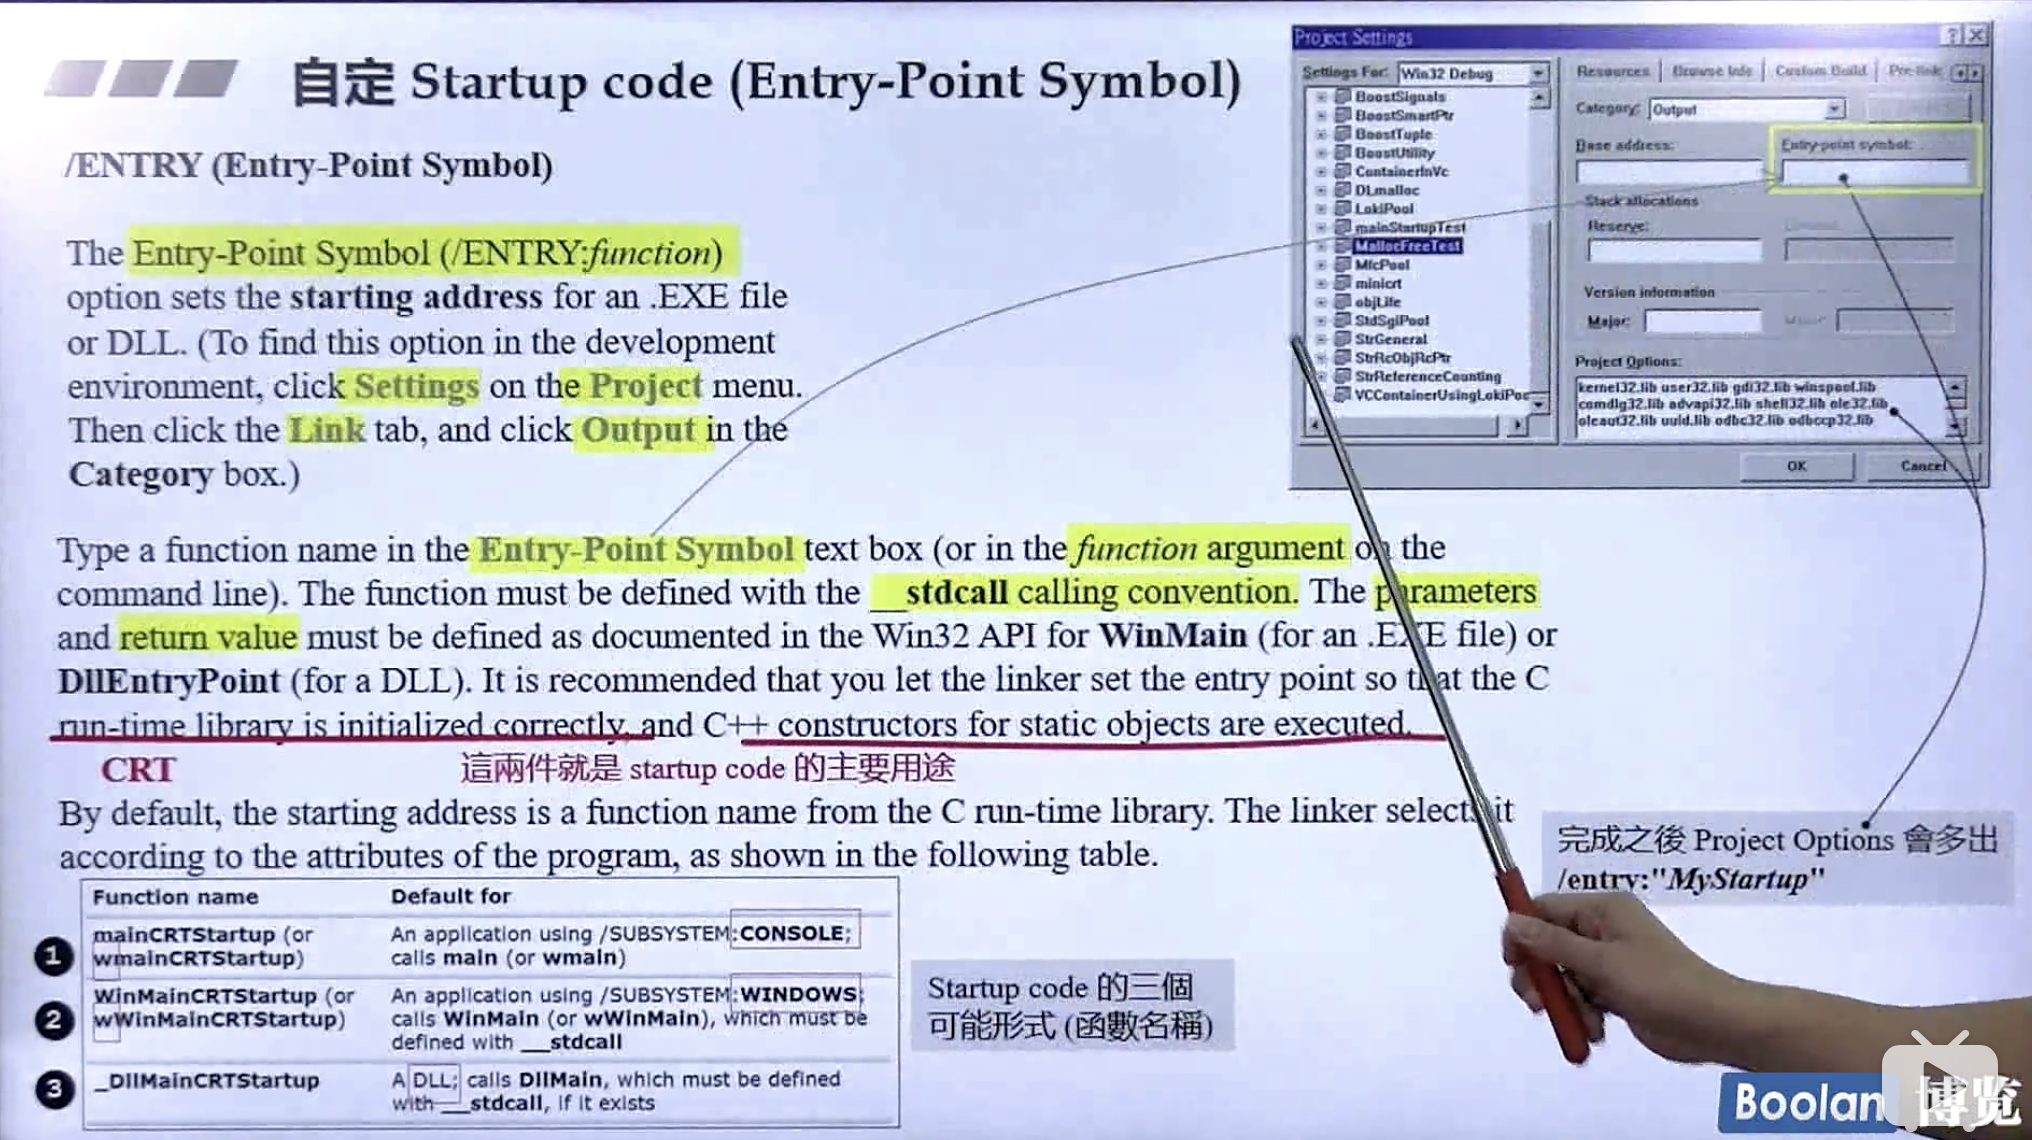 自定 Startup code (Entry-Point Symbol)
/ENTRY (Entry-Point Symbol)
The Entry-Point Symbol (/ENTRY:function)
option sets the starting address for an .EXE file
or DLL. (To find this option in the development
environment, click Settings on the Project menu.
Then click the Link tab, and click Output in the
Category box.)
Project Settings
Settings For: Win32 Debug
BoostSignals
BoostSmartPtr
BoostTuple
BoostUtility
ContainerInVc
DLmalloc
LokiPool
mainStartupTest
MallocFreeTest
MfcPool
minicrt
objLife
StdSgiPool
StrGeneral
StrRcObjRcPtr
StrReferenceCounting
VCContainerUsingLokiPoo
Resources Browse Info Custom Build Pre-link
Category: Output
Base address: Entry-point symbol:
Stack allocations
Reserve:
Version information
Major:
Project Options:
kernel32.lib user32.lib gdi32.lib winspool.lib
comdlg32.lib advapi32.lib shell32.lib ole32.lib
oleaut32.lib uuid.lib odbc32.lib odbccp32.lib
OK Cancel
Type a function name in the Entry-Point Symbol text box (or in the function argument on the
command line). The function must be defined with the __stdcall calling convention. The parameters
and return value must be defined as documented in the Win32 API for WinMain (for an .EXE file) or
DllEntryPoint (for a DLL). It is recommended that you let the linker set the entry point so that the C
run-time library is initialized correctly, and C++ constructors for static objects are executed.
CRT 這兩件就是 startup code 的主要用途
By default, the starting address is a function name from the C run-time library. The linker selects it
according to the attributes of the program, as shown in the following table.
完成之後 Project Options 會多出
/entry:"MyStartup"
Function name Default for
1 mainCRTStartup (or An application using /SUBSYSTEM:CONSOLE;
wmainCRTStartup) calls main (or wmain)
2 WinMainCRTStartup (or An application using /SUBSYSTEM:WINDOWS;
wWinMainCRTStartup) calls WinMain (or wWinMain), which must be
defined with __stdcall
3 _DllMainCRTStartup A DLL; calls DllMain, which must be defined
with __stdcall, if it exists
Startup code 的三個
可能形式 (函數名稱)
Boolan 博览